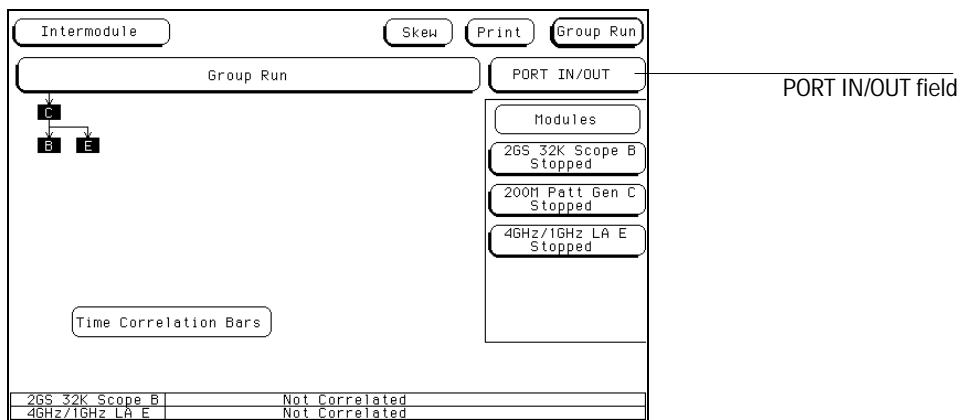 Intermodule
Skew
Print
Group Run
Group Run
PORT IN/OUT
PORT IN/OUT field
C
B E
Modules
2GS 32K Scope B
Stopped
200M Patt Gen C
Stopped
4GHz/1GHz LA E
Stopped
Time Correlation Bars
2GS 32K Scope B Not Correlated
4GHz/1GHz LA E Not Correlated